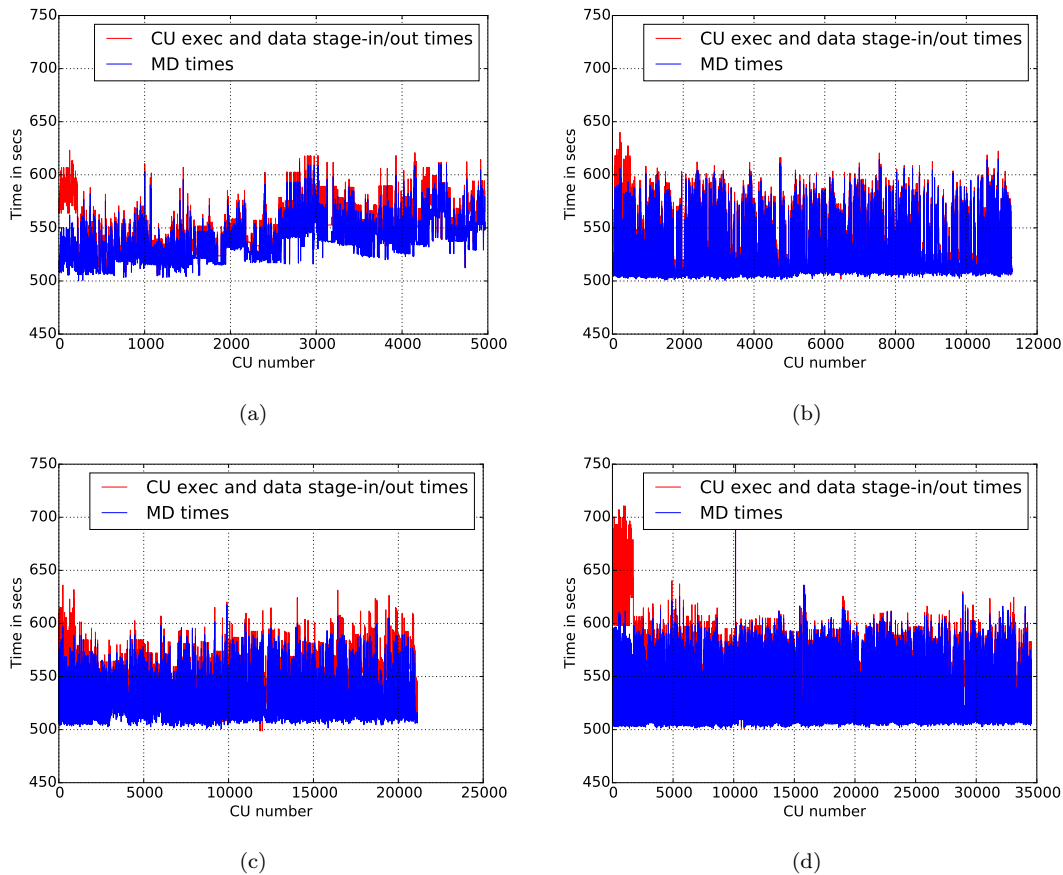 750
700
650
600
550
500
450
Time in secs
CU exec and data stage-in/out times
MD times
0 1000 2000 3000 4000 5000
CU number
(a)
750
700
650
600
550
500
450
Time in secs
CU exec and data stage-in/out times
MD times
0 2000 4000 6000 8000 10000 12000
CU number
(b)
750
700
650
600
550
500
450
Time in secs
CU exec and data stage-in/out times
MD times
0 5000 10000 15000 20000 25000
CU number
(c)
750
700
650
600
550
500
450
Time in secs
CU exec and data stage-in/out times
MD times
0 5000 10000 15000 20000 25000 30000 35000
CU number
(d)